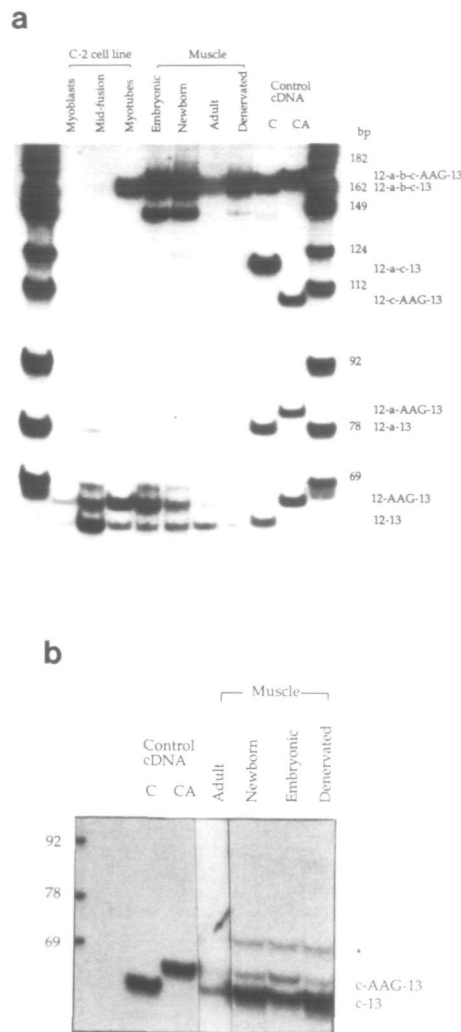 a
C-2 cell line
Muscle
Control
cDNA
Myoblasts
Mid-fusion
Myotubes
Embryonic
Newborn
Adult
Denervated
C
CA
bp
182
12-a-b-c-AAG-13
162
12-a-b-c-13
149
124
12-a-c-13
112
12-c-AAG-13
92
12-a-AAG-13
78
12-a-13
69
12-AAG-13
12-13
b
Muscle
Control
cDNA
C
CA
Adult
Newborn
Embryonic
Denervated
92
78
69
*
c-AAG-13
c-13